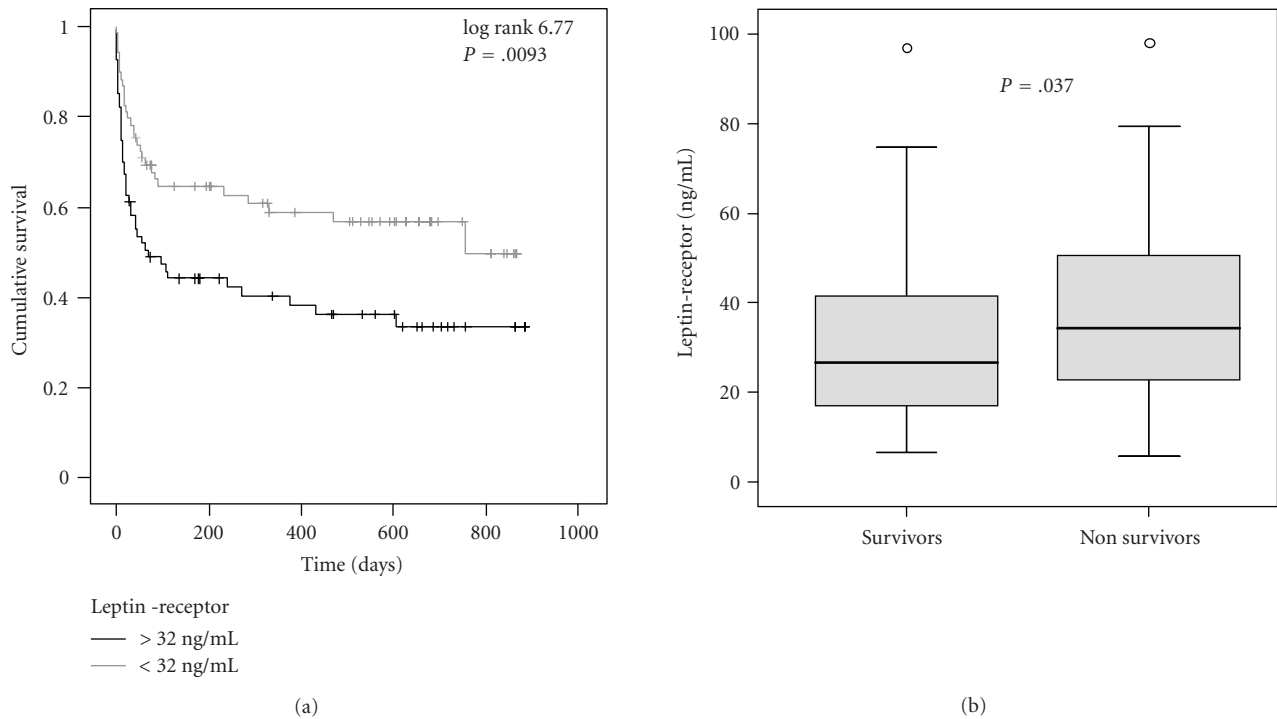 log rank 6.77
P = .0093
1
0.8
0.6
0.4
0.2
0
Cumulative survival
0 200 400 600 800 1000
Time (days)
Leptin -receptor
> 32 ng/mL
< 32 ng/mL
(a)
P = .037
100
80
60
40
20
0
Leptin-receptor (ng/mL)
Survivors Non survivors
(b)